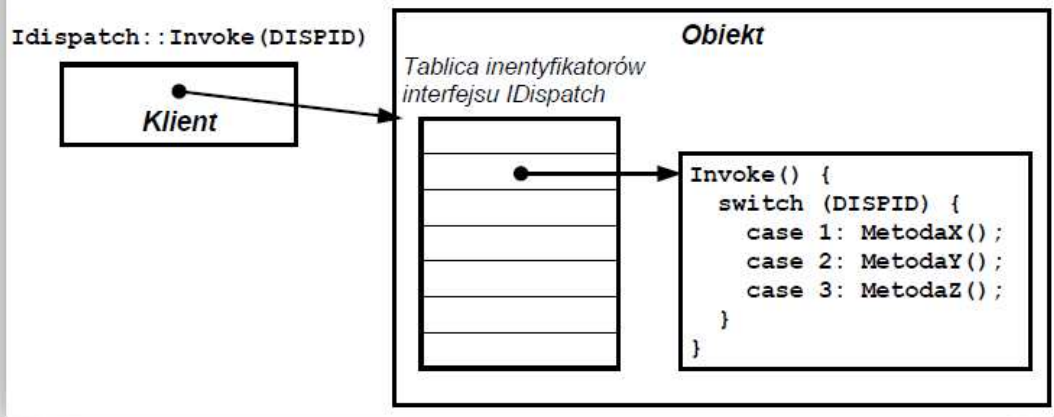 Idispatch::Invoke(DISPID)
Klient
Obiekt
Tablica inentyfikatorów
interfejsu IDispatch
Invoke() {
switch (DISPID) {
case 1: MetodaX();
case 2: MetodaY();
case 3: MetodaZ();
}
}